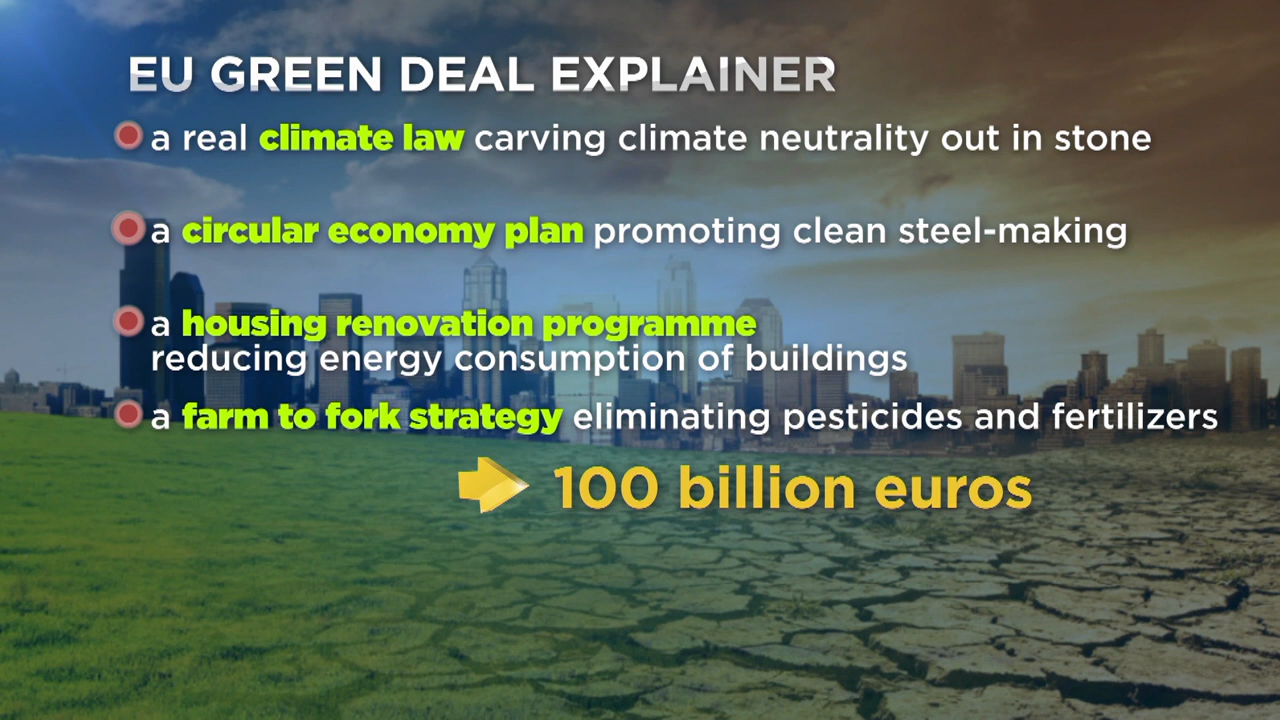 EU GREEN DEAL EXPLAINER
a real climate law carving climate neutrality out in stone
a circular economy plan promoting clean steel-making
a housing renovation programme
reducing energy consumption of buildings
a farm to fork strategy eliminating pesticides and fertilizers
100 billion euros